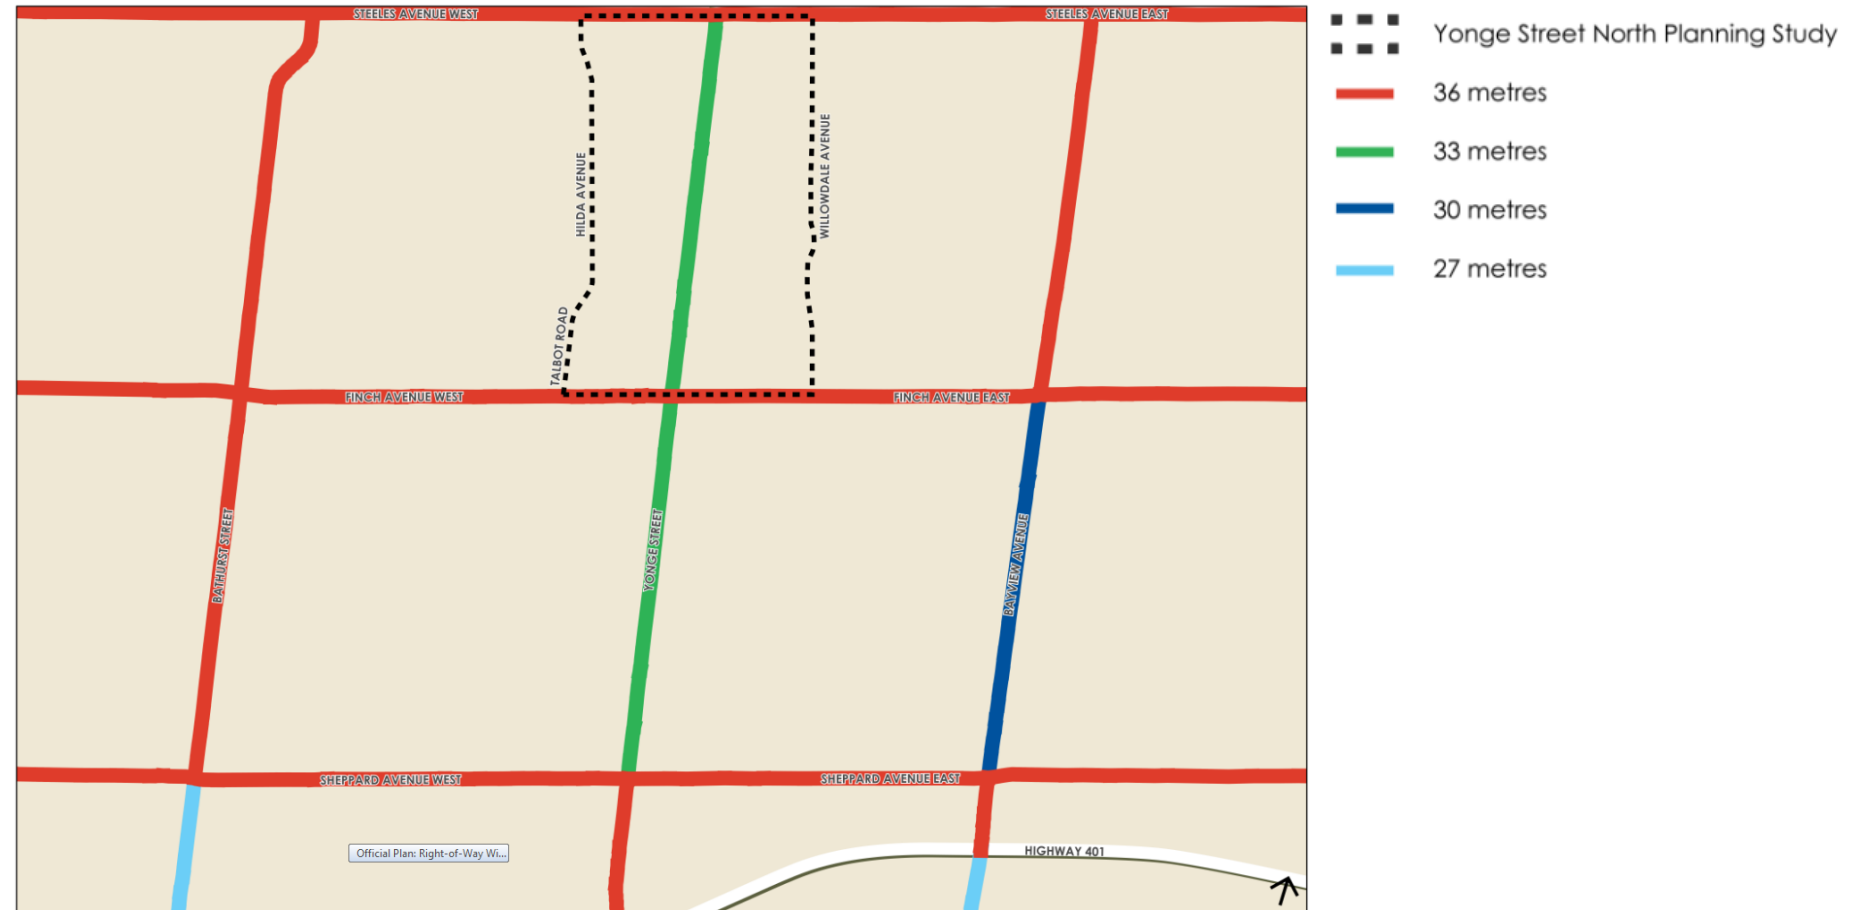 STEELES AVENUE WEST
STEELES AVENUE EAST
Yonge Street North Planning Study
36 metres
33 metres
30 metres
27 metres
HILDA AVENUE
WILLOWDALE AVENUE
TALBOT ROAD
FINCH AVENUE WEST
FINCH AVENUE EAST
BATHURST STREET
YONGE STREET
BAYVIEW AVENUE
SHEPPARD AVENUE WEST
SHEPPARD AVENUE EAST
Official Plan: Right-of-Way Wi...
HIGHWAY 401